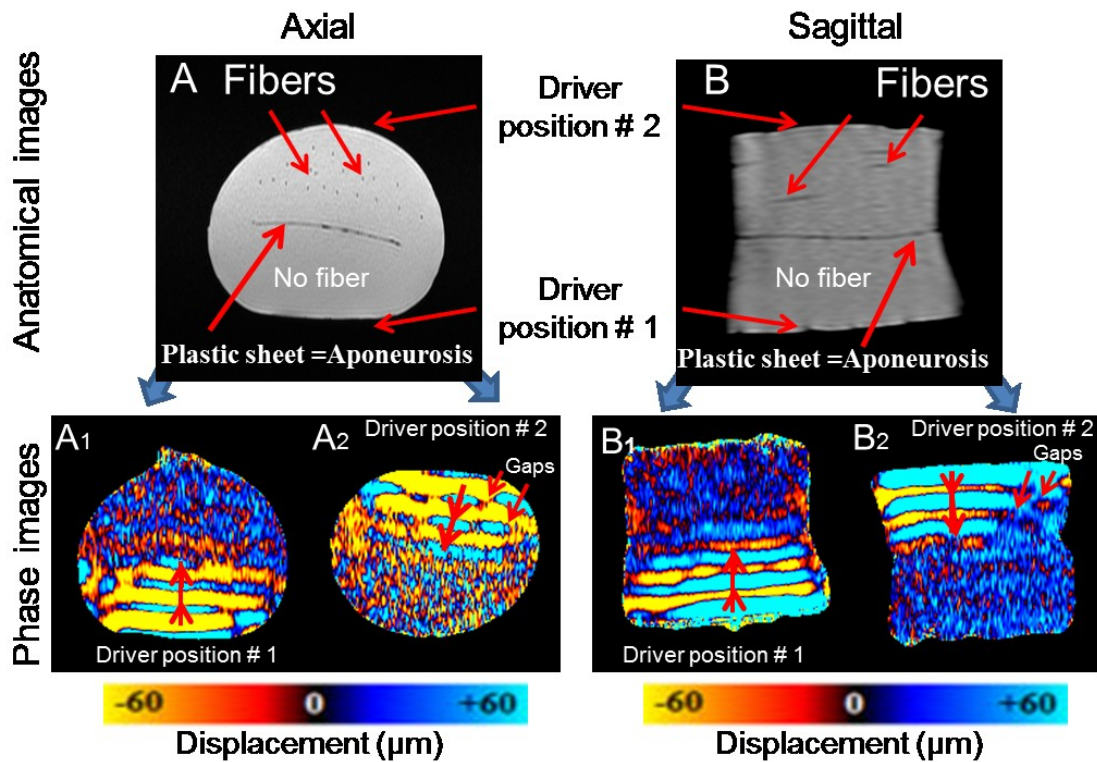 Axial
Sagittal
Anatomical images
A
Fibers
Driver
position # 2
B
Fibers
No fiber
Driver
position # 1
No fiber
Plastic sheet =Aponeurosis
Plastic sheet =Aponeurosis
Phase images
A1
A2
Driver position # 2
Gaps
Driver position # 1
B1
B2
Driver position # 2
Gaps
Driver position # 1
-60
0
+60
Displacement (µm)
-60
0
+60
Displacement (µm)